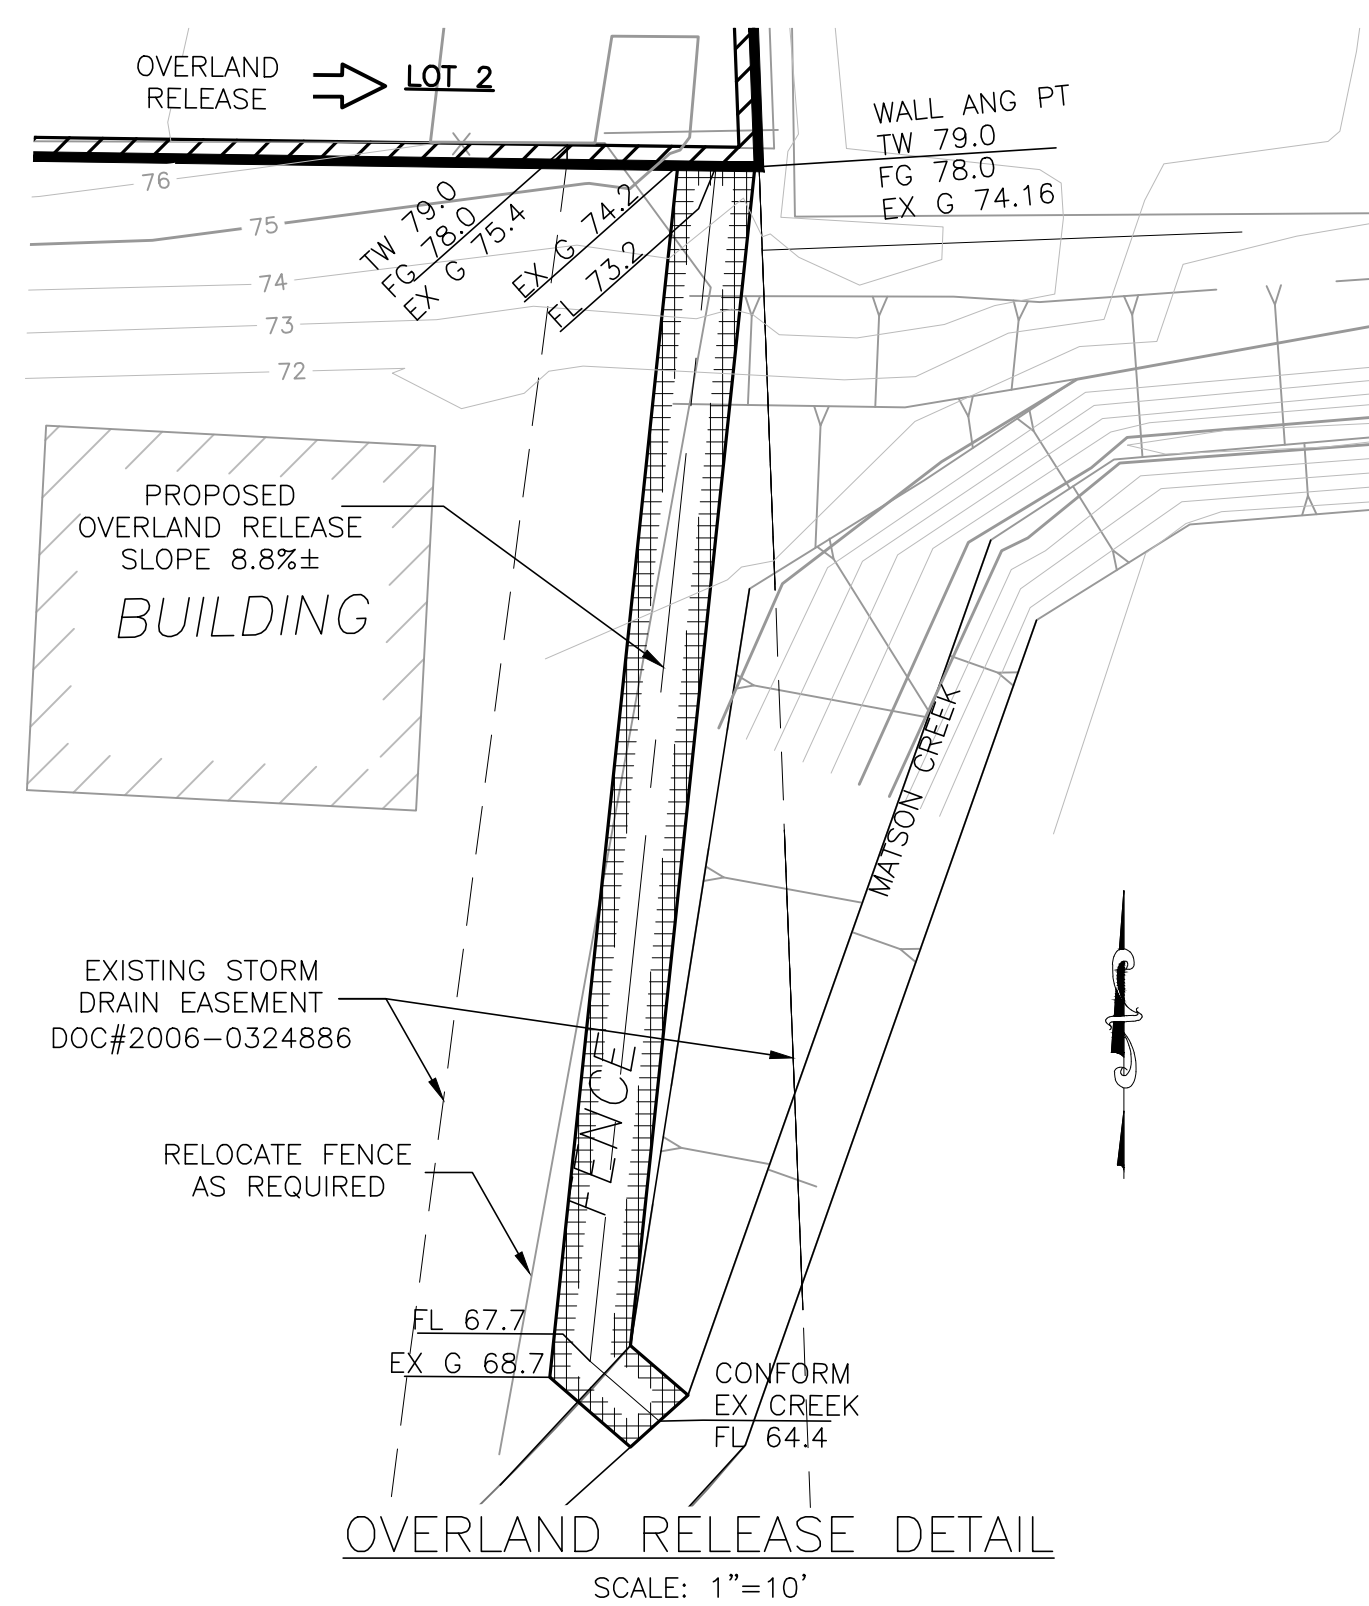 OVERLAND
RELEASE
LOT 2
WALL ANG PT
TW 79.0
FG 78.0
EX G 74.16
76
75
74
73
72
TW 79.0
FG 78.0
EX G 75.4
EX G 74.2
FL 73.2
PROPOSED
OVERLAND RELEASE
SLOPE 8.8%±
BUILDING
MATSON CREEK
EXISTING STORM
DRAIN EASEMENT
DOC#2006-0324886
FENCE
RELOCATE FENCE
AS REQUIRED
FL 67.7
EX G 68.7
CONFORM
EX CREEK
FL 64.4
OVERLAND RELEASE DETAIL
SCALE: 1"=10'